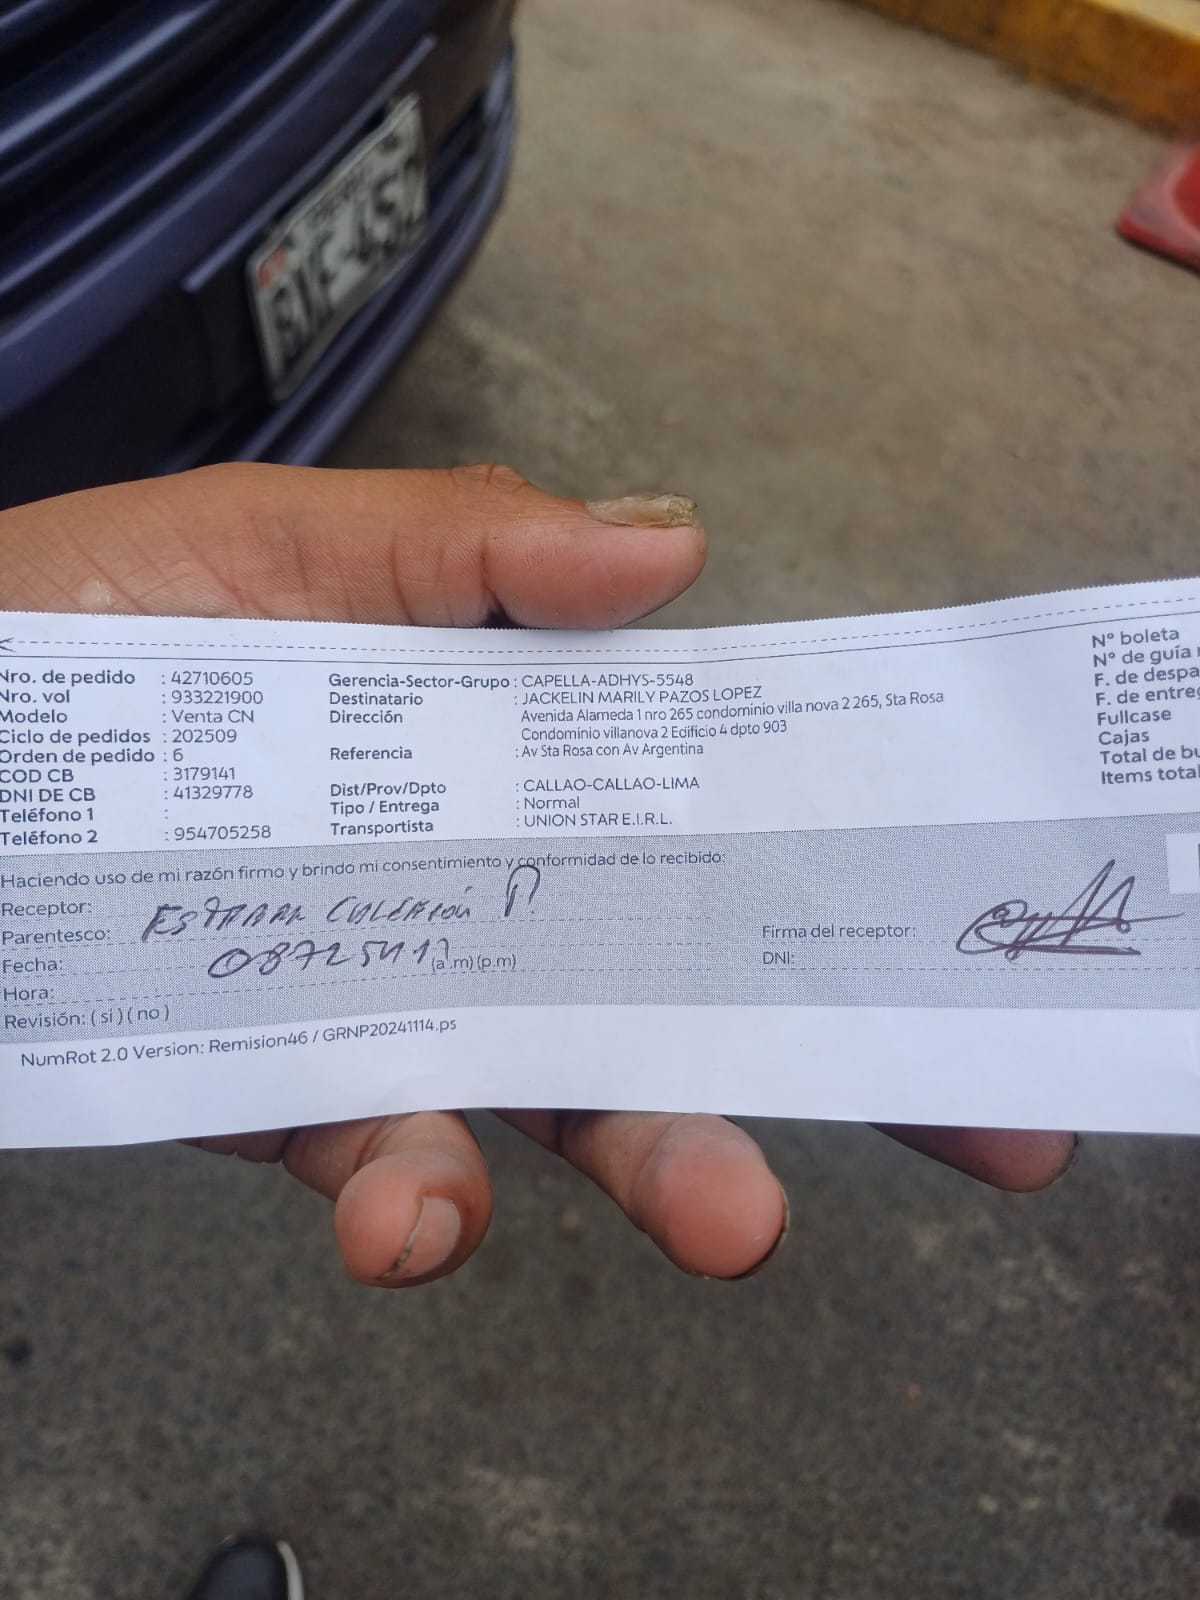 Nro. de pedido : 42710605
Nro. vol : 933221900
Modelo : Venta CN
Ciclo de pedidos : 202509
Orden de pedido : 6
COD CB : 3179141
DNI DE CB : 41329778
Teléfono 1 :
Teléfono 2 : 954705258
Gerencia-Sector-Grupo : CAPELLA-ADHYS-5548
Destinatario : JACKELIN MARILY PAZOS LOPEZ
Dirección Avenida Alameda 1 nro 265 condominio villa nova 2 265, Sta Rosa
Condominio villanova 2 Edificio 4 dpto 903
Referencia : Av Sta Rosa con Av Argentina
Dist/Prov/Dpto : CALLAO-CALLAO-LIMA
Tipo / Entrega : Normal
Transportista : UNION STAR E.I.R.L.
N° boleta
N° de guía
F. de despa
F. de entreg
Fullcase
Cajas
Total de bu
Items total
Haciendo uso de mi razón firmo y brindo mi consentimiento y conformidad de lo recibido:
Receptor:
Parentesco:
Fecha: (a.m) (p.m)
Hora:
Revisión: ( sí ) ( no )
Firma del receptor:
DNI:
NumRot 2.0 Version: Remision46 / GRNP20241114.ps